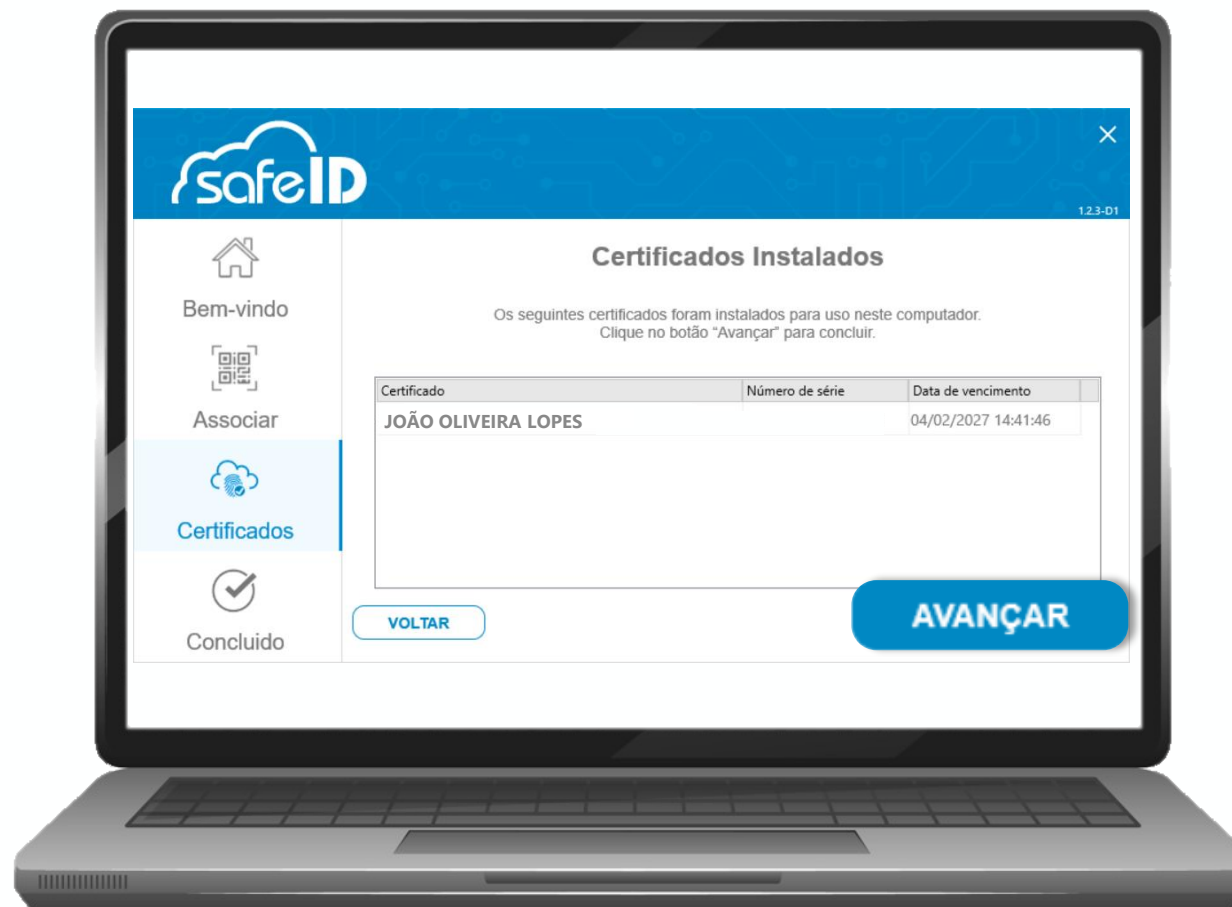 safeID
1.2.3-D1
Bem-vindo
Associar
Certificados
Concluido
Certificados Instalados
Os seguintes certificados foram instalados para uso neste computador.
Clique no botão "Avançar" para concluir.
Certificado Número de série Data de vencimento
JOÃO OLIVEIRA LOPES 04/02/2027 14:41:46
VOLTAR
AVANÇAR